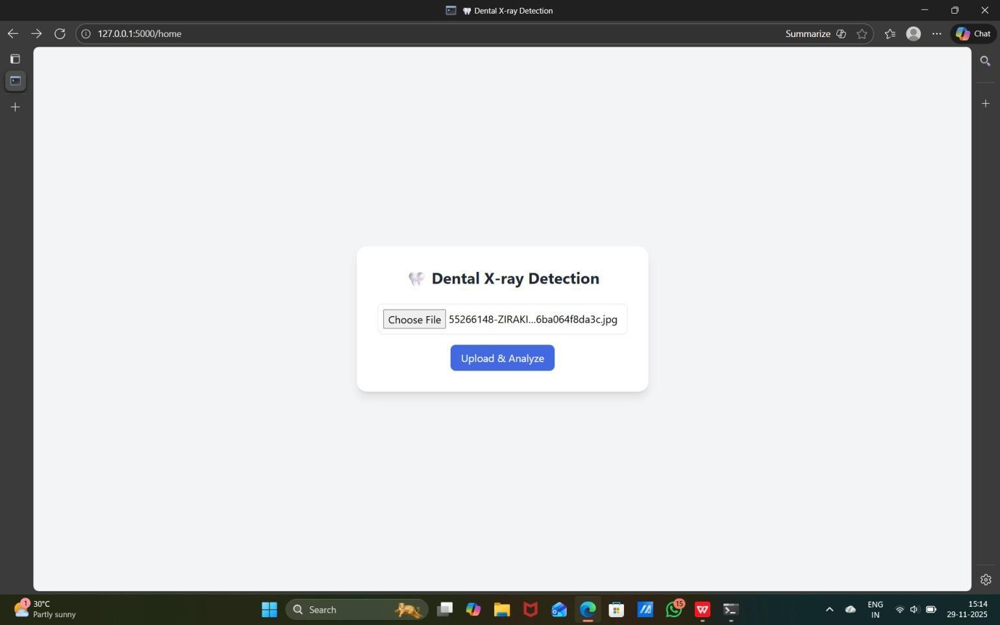 Dental X-ray Detection
127.0.0.1:5000/home
Summarize
Chat
Dental X-ray Detection
Choose File 55266148-ZIRAKI...6ba064f8da3c.jpg
Upload & Analyze
1
30°C
Partly sunny
Search
15
ENG
IN
15:14
29-11-2025